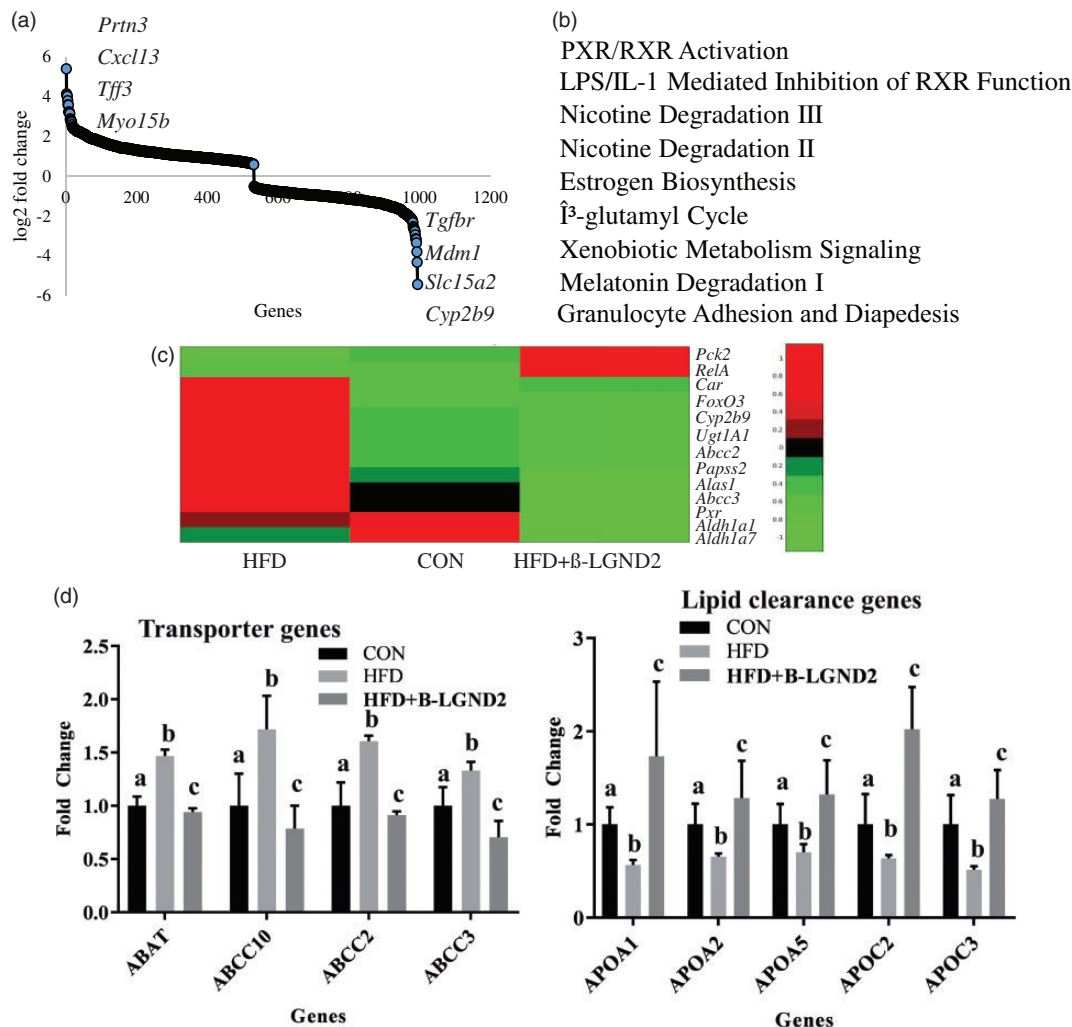 (a)
Prtn3
Cxcl13
Tff3
Myo15b
6
4
2
0
-2
-4
-6
log2 fold change
0
200
400
600
800
1000
1200
Tgfbr
Mdm1
Slc15a2
Cyp2b9
Genes
(b)
PXR/RXR Activation
LPS/IL-1 Mediated Inhibition of RXR Function
Nicotine Degradation III
Nicotine Degradation II
Estrogen Biosynthesis
Î³-glutamyl Cycle
Xenobiotic Metabolism Signaling
Melatonin Degradation I
Granulocyte Adhesion and Diapedesis
(c)
Pck2
RelA
Car
FoxO3
Cyp2b9
Ugt1A1
Abcc2
Papss2
Alas1
Abcc3
Pxr
Aldh1a1
Aldh1a7
1
0.8
0.6
0.4
0.2
0
0.2
0.4
0.6
0.8
-1
HFD
CON
HFD+ß-LGND2
(d)
Transporter genes
CON
HFD
HFD+B-LGND2
2.5
2.0
1.5
1.0
0.5
0.0
Fold Change
a b c
a b c
a b c
a b c
ABAT
ABCC10
ABCC2
ABCC3
Genes
Lipid clearance genes
CON
HFD
HFD+B-LGND2
3
2
1
0
Fold Change
a b c
a b c
a b c
a b c
a b c
APOA1
APOA2
APOA5
APOC2
APOC3
Genes